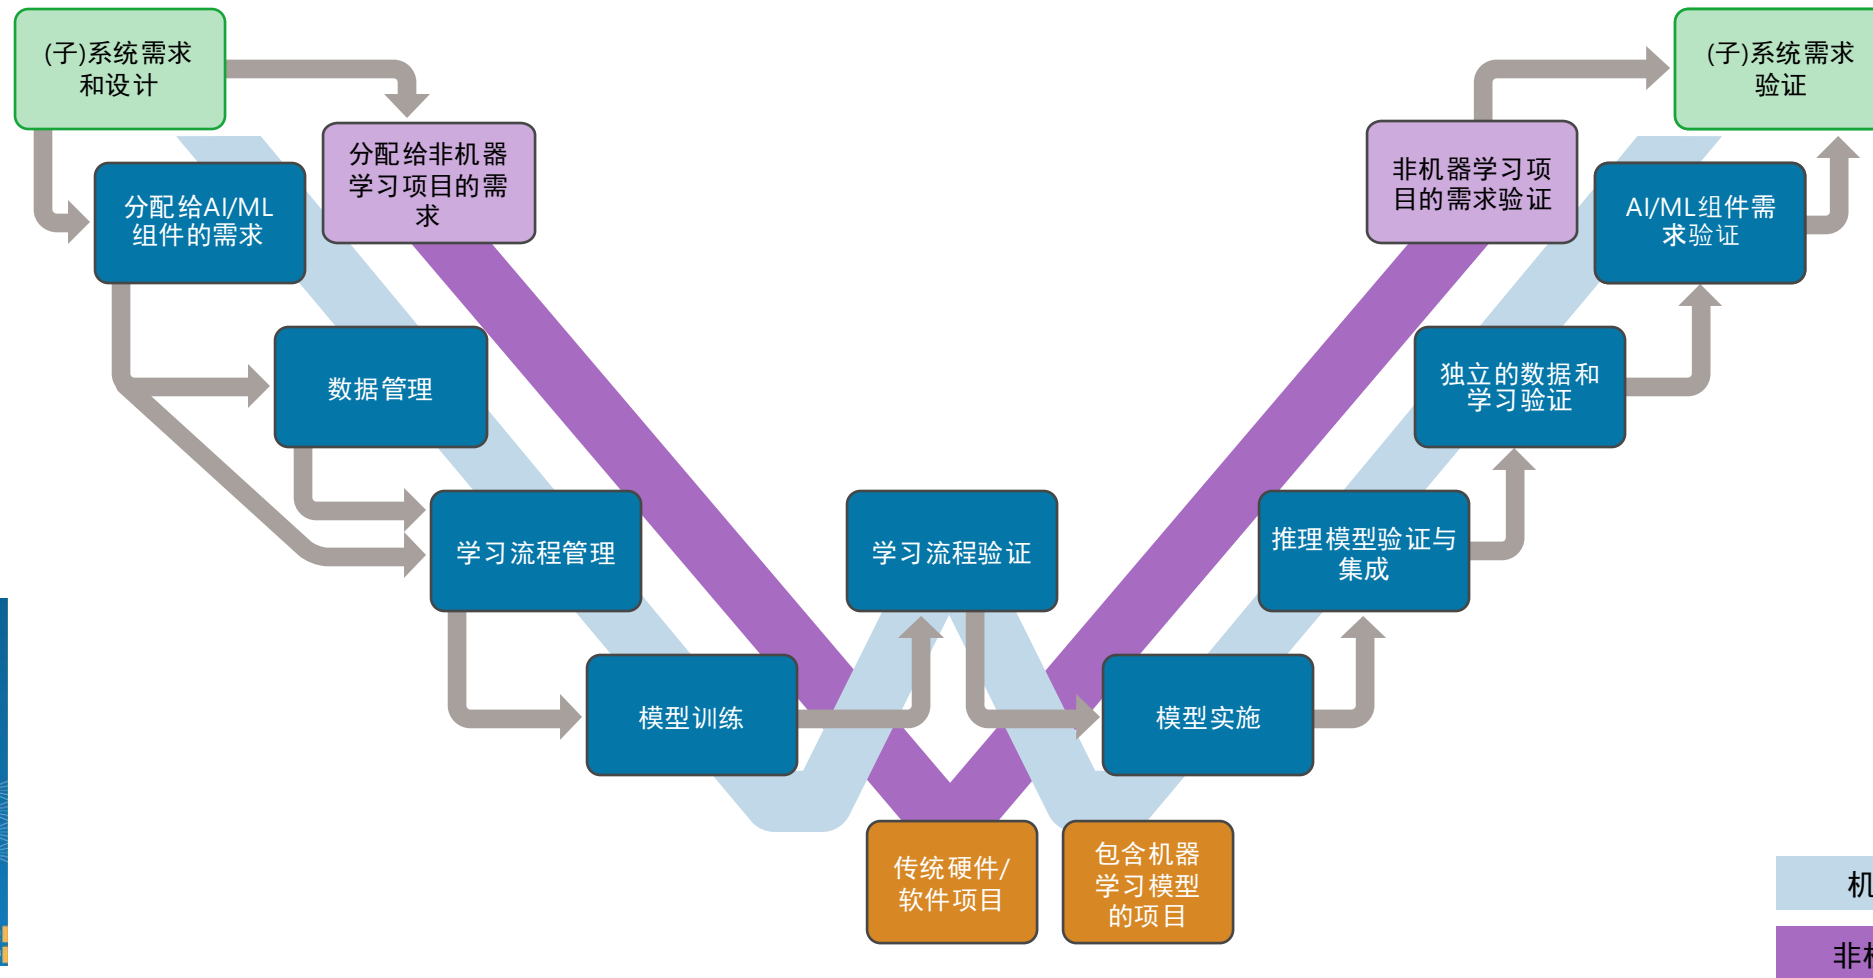 (子)系统需求
和设计
(子)系统需求
验证
分配给非机器
学习项目的需
求
非机器学习项
目的需求验证
分配给AI/ML
组件的需求
AI/ML组件需
求验证
数据管理
独立的数据和
学习验证
学习流程管理
学习流程验证
推理模型验证与
集成
模型训练
模型实施
传统硬件/
软件项目
包含机器
学习模型
的项目
机
非机